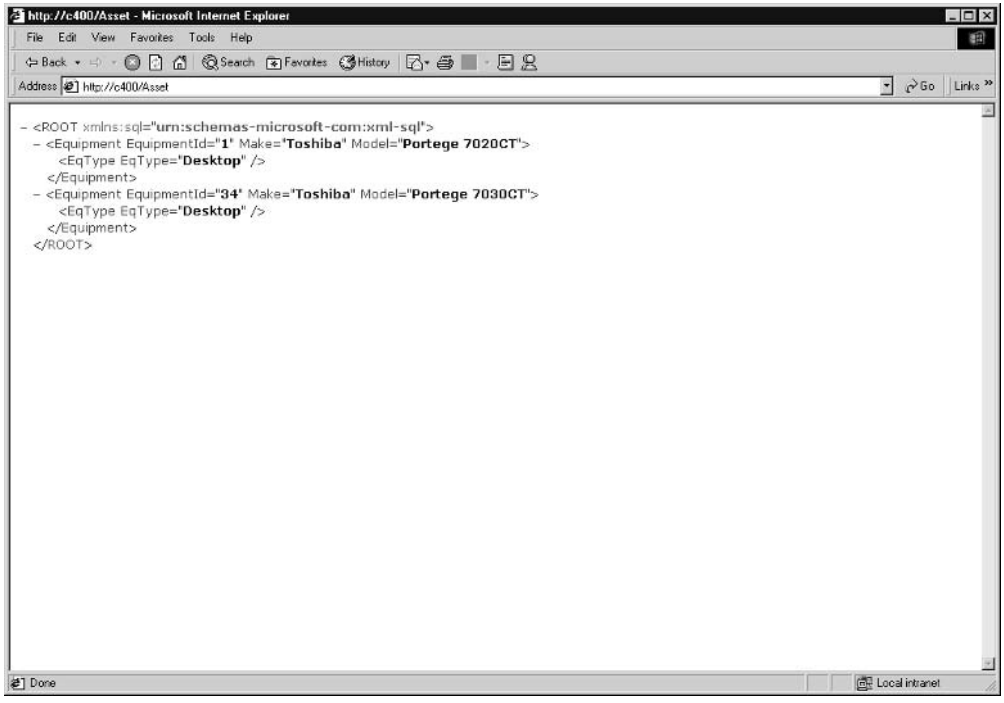 http://c400/Asset - Microsoft Internet Explorer
File Edit View Favorites Tools Help
Back Search Favorites History
Address http://c400/Asset Go Links »
- <ROOT xmlns:sql="urn:schemas-microsoft-com:xml-sql">
- <Equipment EquipmentId="1" Make="Toshiba" Model="Portege 7020CT">
<EqType EqType="Desktop" />
</Equipment>
- <Equipment EquipmentId="34" Make="Toshiba" Model="Portege 7030CT">
<EqType EqType="Desktop" />
</Equipment>
</ROOT>
Done Local intranet